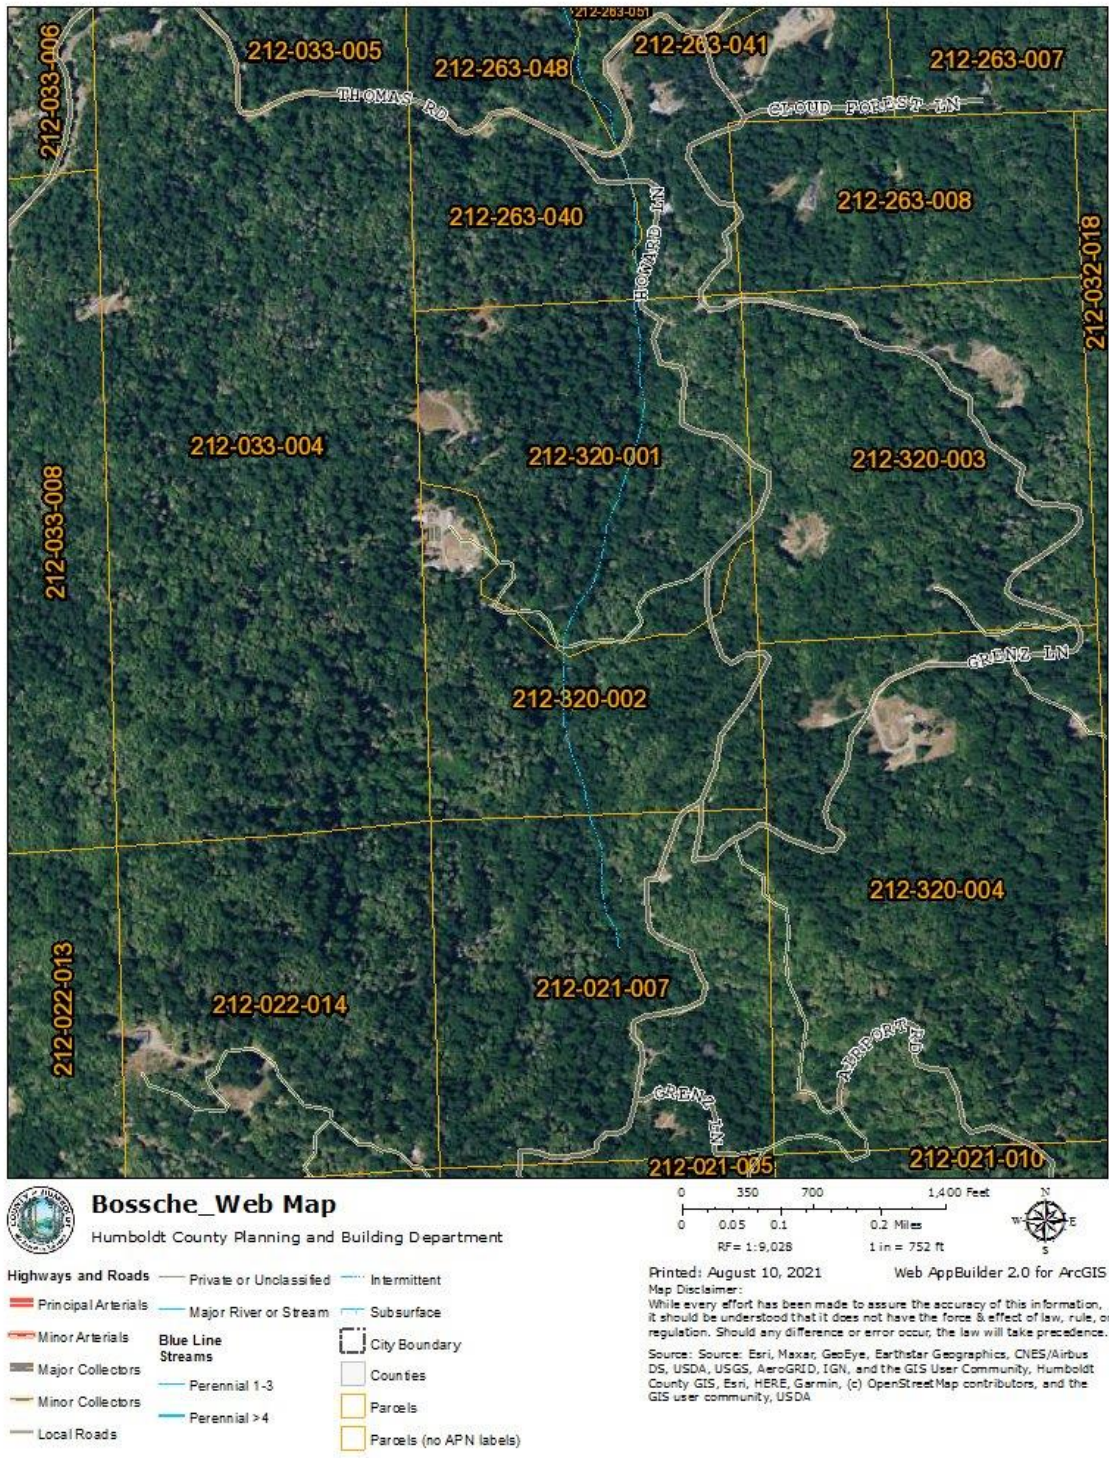 212-263-051
212-033-006
212-033-005
212-263-048
212-263-041
212-263-007
THOMAS RD
CLOUD FOREST LN
212-263-040
HOWARD LN
212-263-008
212-032-018
212-033-004
212-320-001
212-320-003
212-033-008
GRENZ LN
212-320-002
212-320-004
212-022-013
212-022-014
212-021-007
AIRPORT RD
GRENZ LN
212-021-005
212-021-010
Bossche_Web Map
Humboldt County Planning and Building Department
0 350 700 1,400 Feet
0 0.05 0.1 0.2 Miles
RF= 1:9,028 1 in = 752 ft
N
W E
S
Printed: August 10, 2021 Web AppBuilder 2.0 for ArcGIS
Map Disclaimer:
While every effort has been made to assure the accuracy of this information,
it should be understood that it does not have the force & effect of law, rule, or
regulation. Should any difference or error occur, the law will take precedence.
Source: Source: Esri, Maxar, GeoEye, Earthstar Geographics, CNES/Airbus
DS, USDA, USGS, AeroGRID, IGN, and the GIS User Community, Humboldt
County GIS, Esri, HERE, Garmin, (c) OpenStreetMap contributors, and the
GIS user community, USDA
Highways and Roads
Principal Arterials
Minor Arterials
Major Collectors
Minor Collectors
Local Roads
Private or Unclassified
Major River or Stream
Blue Line
Streams
Perennial 1-3
Perennial >4
Intermittent
Subsurface
City Boundary
Counties
Parcels
Parcels (no APN labels)